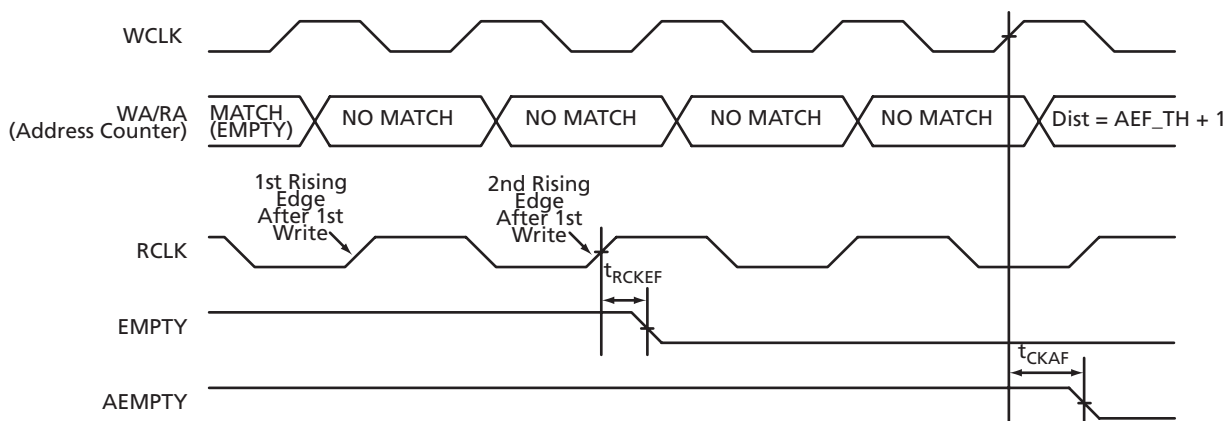 WCLK
WA/RA
(Address Counter)
MATCH
(EMPTY)
NO MATCH
NO MATCH
NO MATCH
NO MATCH
Dist = AEF_TH + 1
1st Rising
Edge
After 1st
Write
2nd Rising
Edge
After 1st
Write
RCLK
tRCKEF
EMPTY
tCKAF
AEMPTY